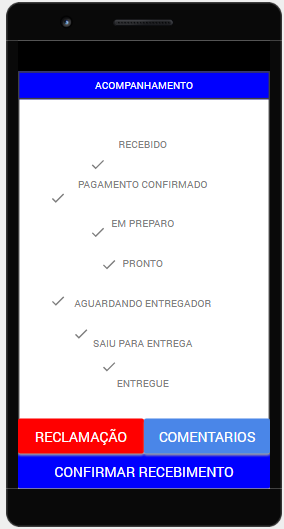 ACOMPANHAMENTO
RECEBIDO
PAGAMENTO CONFIRMADO
EM PREPARO
PRONTO
AGUARDANDO ENTREGADOR
SAIU PARA ENTREGA
ENTREGUE
RECLAMAÇÃO COMENTARIOS
CONFIRMAR RECEBIMENTO